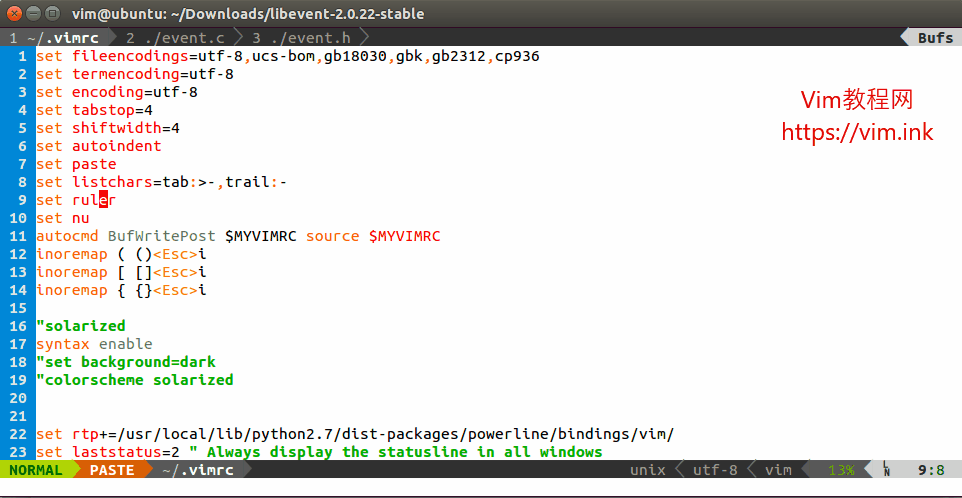 vim@ubuntu: ~/Downloads/libevent-2.0.22-stable
1 ~/.vimrc 2 ./event.c 3 ./event.h Bufs
1 set fileencodings=utf-8,ucs-bom,gb18030,gbk,gb2312,cp936
2 set termencoding=utf-8
3 set encoding=utf-8
4 set tabstop=4
5 set shiftwidth=4
6 set autoindent
7 set paste
8 set listchars=tab:>-,trail:-
9 set ruler
10 set nu
11 autocmd BufWritePost $MYVIMRC source $MYVIMRC
12 inoremap ( ()<Esc>i
13 inoremap [ []<Esc>i
14 inoremap { {}<Esc>i
15
16 "solarized
17 syntax enable
18 "set background=dark
19 "colorscheme solarized
20
21
22 set rtp+=/usr/local/lib/python2.7/dist-packages/powerline/bindings/vim/
23 set laststatus=2 " Always display the statusline in all windows
NORMAL PASTE ~/.vimrc unix utf-8 vim 13% LN 9:8
Vim教程网
https://vim.ink